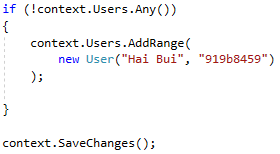 if (!context.Users.Any())
{
    context.Users.AddRange(
        new User("Hai Bui", "919b8459")
    );

}

context.SaveChanges();